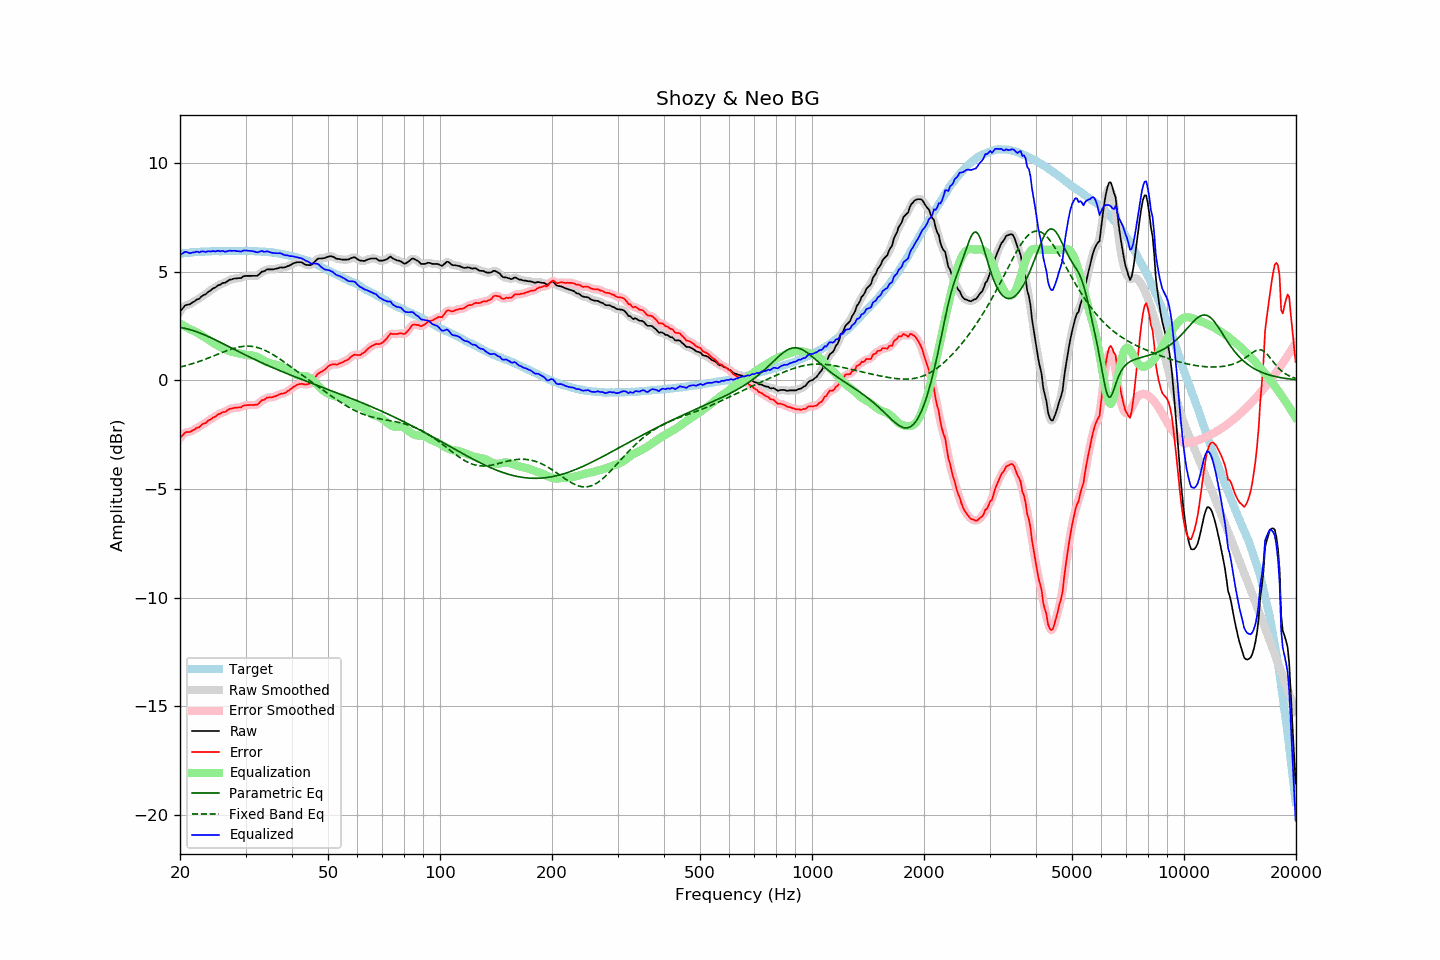 Shozy & Neo BG
Amplitude (dBr)
10
5
0
−5
−10
−15
−20
Target
Raw Smoothed
Error Smoothed
Raw
Error
Equalization
Parametric Eq
Fixed Band Eq
Equalized
20 50 100 200 500 1000 2000 5000 10000 20000
Frequency (Hz)